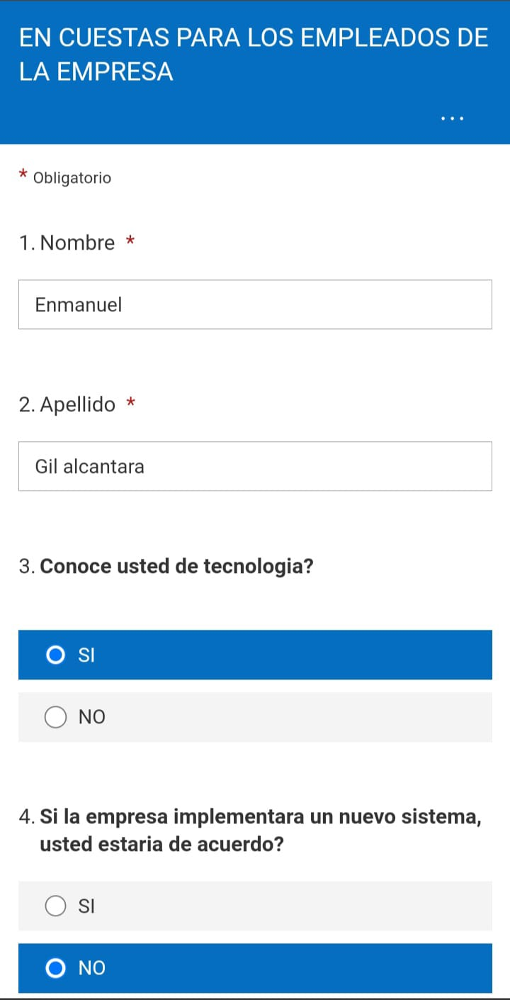 EN CUESTAS PARA LOS EMPLEADOS DE
LA EMPRESA
...
* Obligatorio
1. Nombre *
Enmanuel
2. Apellido *
Gil alcantara
3. Conoce usted de tecnologia?
SI
NO
4. Si la empresa implementara un nuevo sistema,
usted estaria de acuerdo?
SI
NO